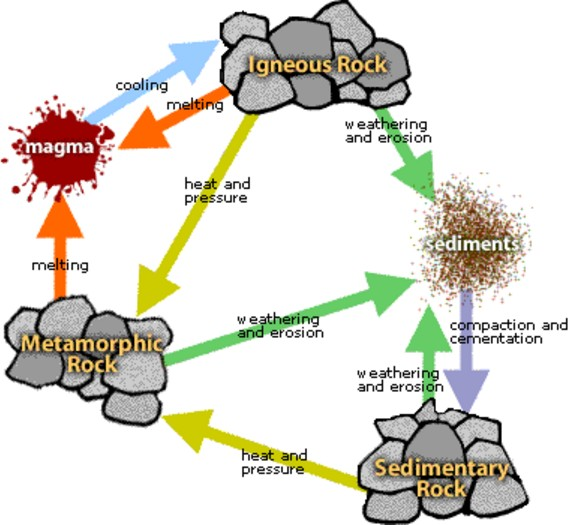 Igneous Rock
cooling
melting
weathering
and erosion
magma
heat and
pressure
sediments
melting
weathering
and erosion
compaction and
cementation
Metamorphic
Rock
weathering
and erosion
heat and
pressure
Sedimentary
Rock